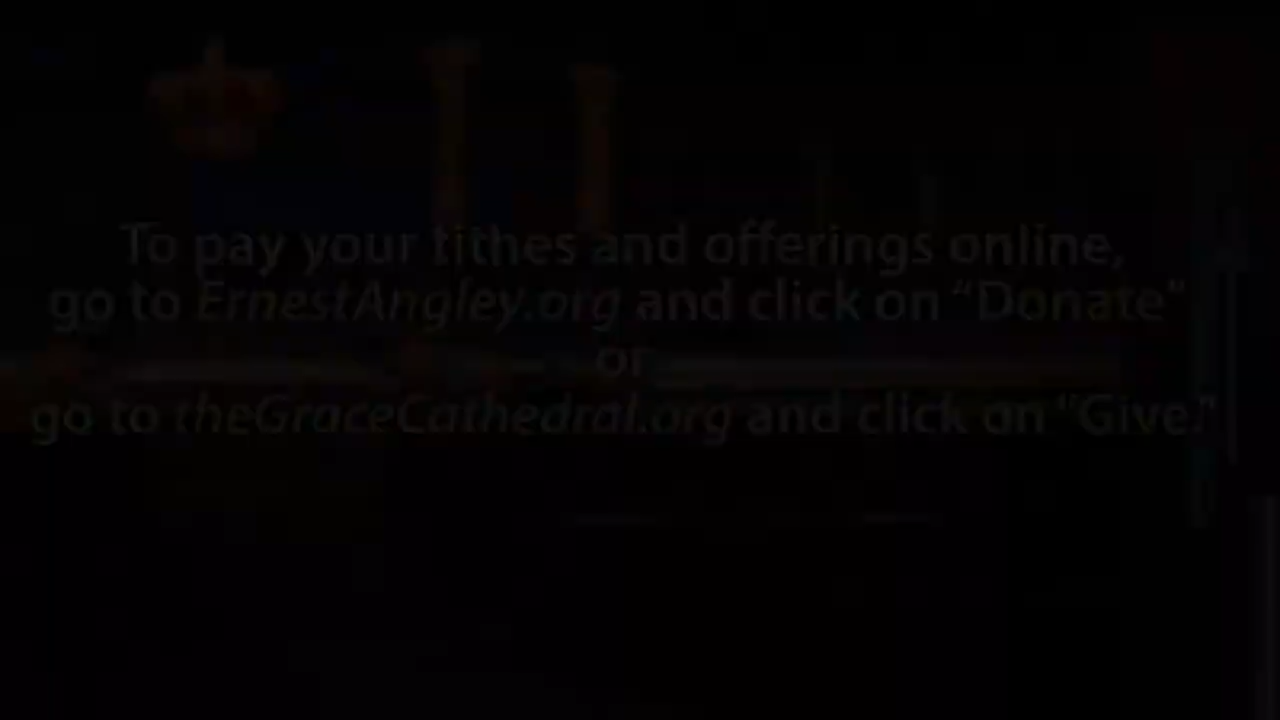 To pay your tithes and offerings online,
go to ErnestAngley.org and click on “Donate”
or
go to theGraceCathedral.org and click on “Give.”